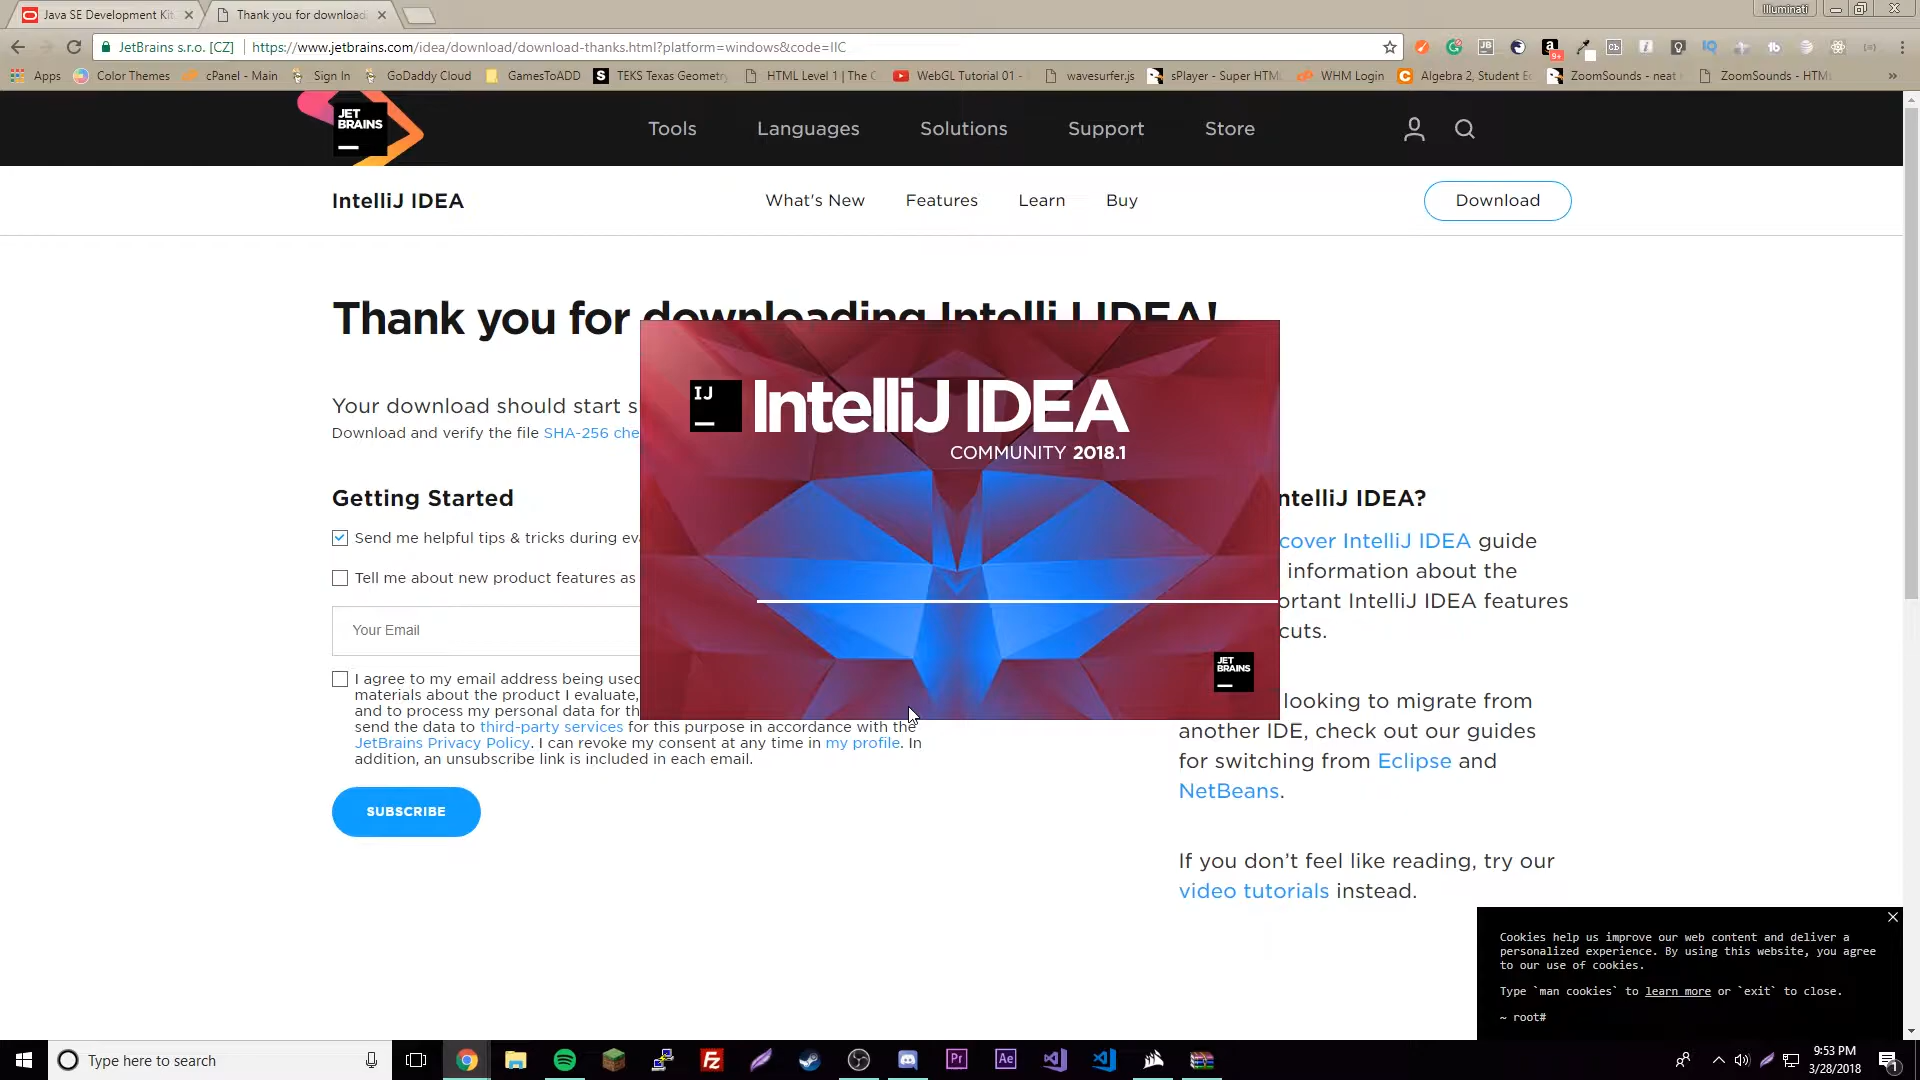 Java SE Development Kit
Thank you for download
Illuminati
JetBrains s.r.o. [CZ]
https://www.jetbrains.com/idea/download/download-thanks.html?platform=windows&code=IIC
Apps
Color Themes
cPanel - Main
Sign In
GoDaddy Cloud
GamesToADD
TEKS Texas Geometry
HTML Level 1 | The C
WebGL Tutorial 01 -
wavesurfer.js
sPlayer - Super HTML
WHM Login
Algebra 2, Student E
ZoomSounds - neat
ZoomSounds - HTM
JET
BRAINS
Tools
Languages
Solutions
Support
Store
IntelliJ IDEA
What's New
Features
Learn
Buy
Download
Thank you for downloading IntelliJ IDEA!
Your download should start s
Download and verify the file SHA-256 che
Getting Started
Send me helpful tips & tricks during ev
Tell me about new product features as
Your Email
I agree to my email address being used
materials about the product I evaluate,
and to process my personal data for th
send the data to third-party services for this purpose in accordance with the
JetBrains Privacy Policy. I can revoke my consent at any time in my profile. In
addition, an unsubscribe link is included in each email.
SUBSCRIBE
IJ
IntelliJ IDEA
COMMUNITY 2018.1
JET
BRAINS
ntelliJ IDEA?
cover IntelliJ IDEA guide
information about the
ortant IntelliJ IDEA features
cuts.
looking to migrate from
another IDE, check out our guides
for switching from Eclipse and
NetBeans.
If you don’t feel like reading, try our
video tutorials instead.
Cookies help us improve our web content and deliver a
personalized experience. By using this website, you agree
to our use of cookies.
Type `man cookies` to learn more or `exit` to close.
~ root#
Type here to search
Pr
Ae
9:53 PM
3/28/2018
1